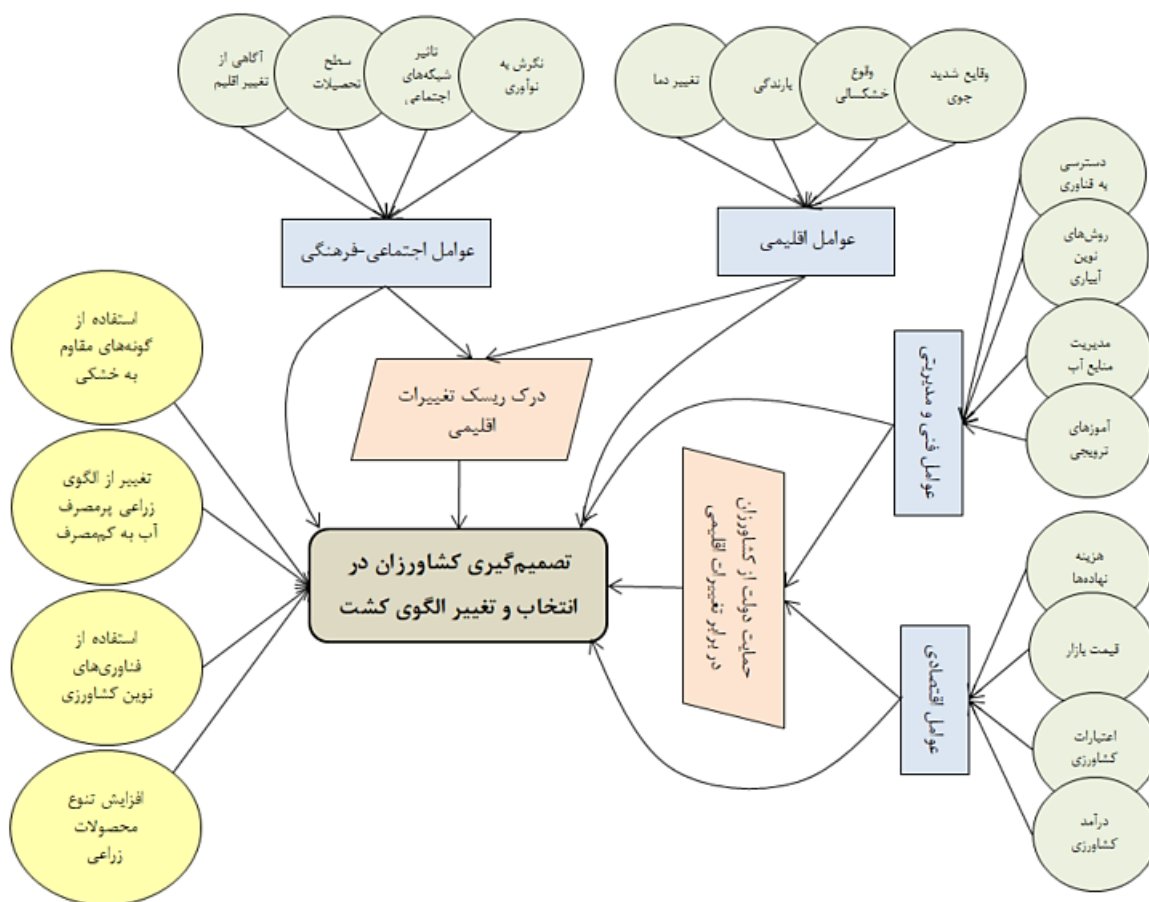 وقایع شدید
جوی
وقوع
خشکسالی
بارندگی
تغییر دما
نگرش به
نوآوری
تاثیر
شبکه‌های
اجتماعی
سطح
تحصیلات
آگاهی از
تغییر اقلیم
عوامل اقلیمی
عوامل اجتماعی-فرهنگی
دسترسی
به فناوری
روش‌های
نوین
آبیاری
مدیریت
منابع آب
آموزهای
ترویجی
عوامل فنی و مدیریتی
هزینه
نهاده‌ها
قیمت بازار
اعتبارات
کشاورزی
درآمد
کشاورزی
عوامل اقتصادی
درک ریسک تغییرات
اقلیمی
حمایت دولت از کشاورزان
در برابر تغییرات اقلیمی
تصمیم‌گیری کشاورزان در
انتخاب و تغییر الگوی کشت
استفاده از
گونه‌های مقاوم
به خشکی
تغییر از الگوی
زراعی پرمصرف
آب به کم‌مصرف
استفاده از
فناوری‌های
نوین کشاورزی
افزایش تنوع
محصولات
زراعی